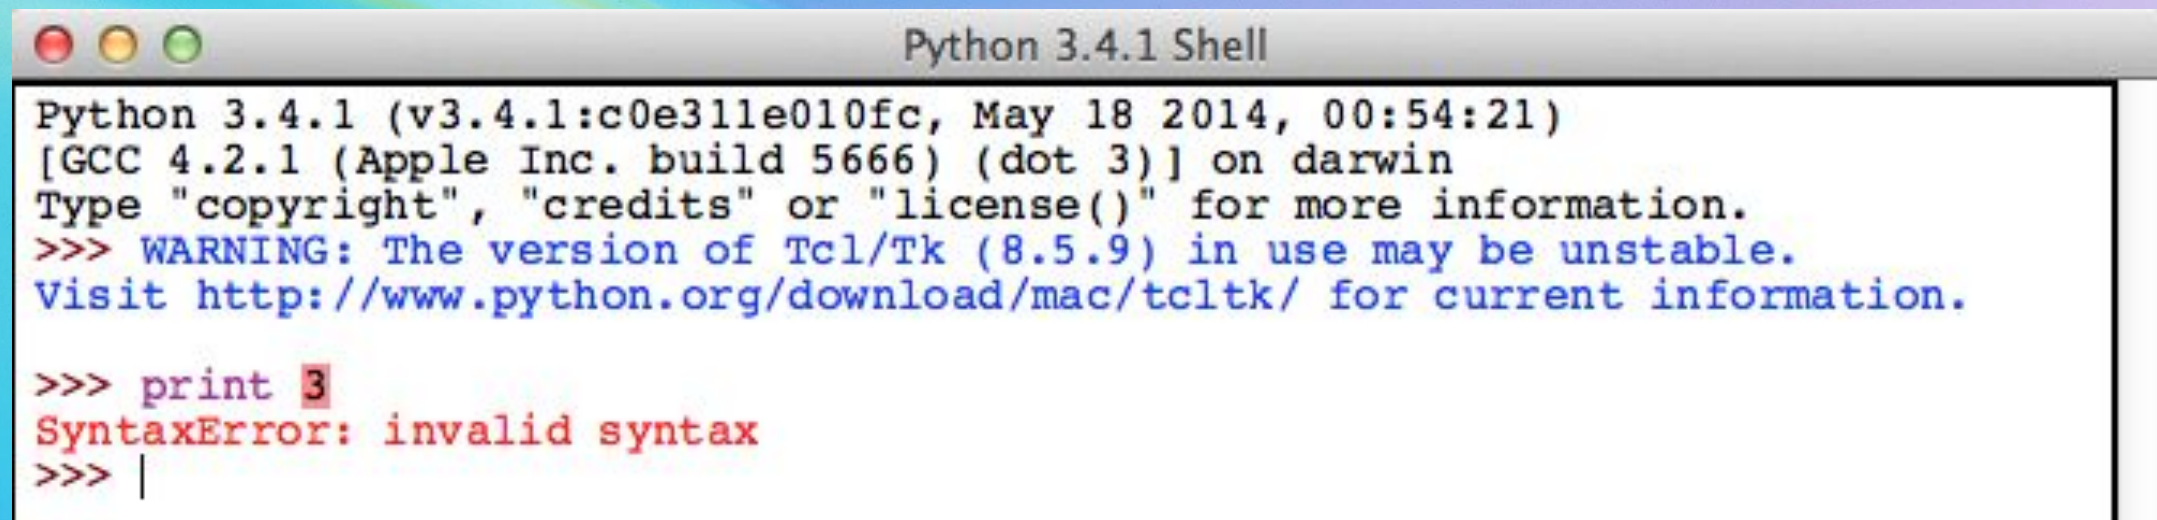 Python 3.4.1 Shell
Python 3.4.1 (v3.4.1:c0e311e010fc, May 18 2014, 00:54:21)
[GCC 4.2.1 (Apple Inc. build 5666) (dot 3)] on darwin
Type "copyright", "credits" or "license()" for more information.
>>> WARNING: The version of Tcl/Tk (8.5.9) in use may be unstable.
Visit http://www.python.org/download/mac/tcltk/ for current information.
>>> print 3
SyntaxError: invalid syntax
>>>